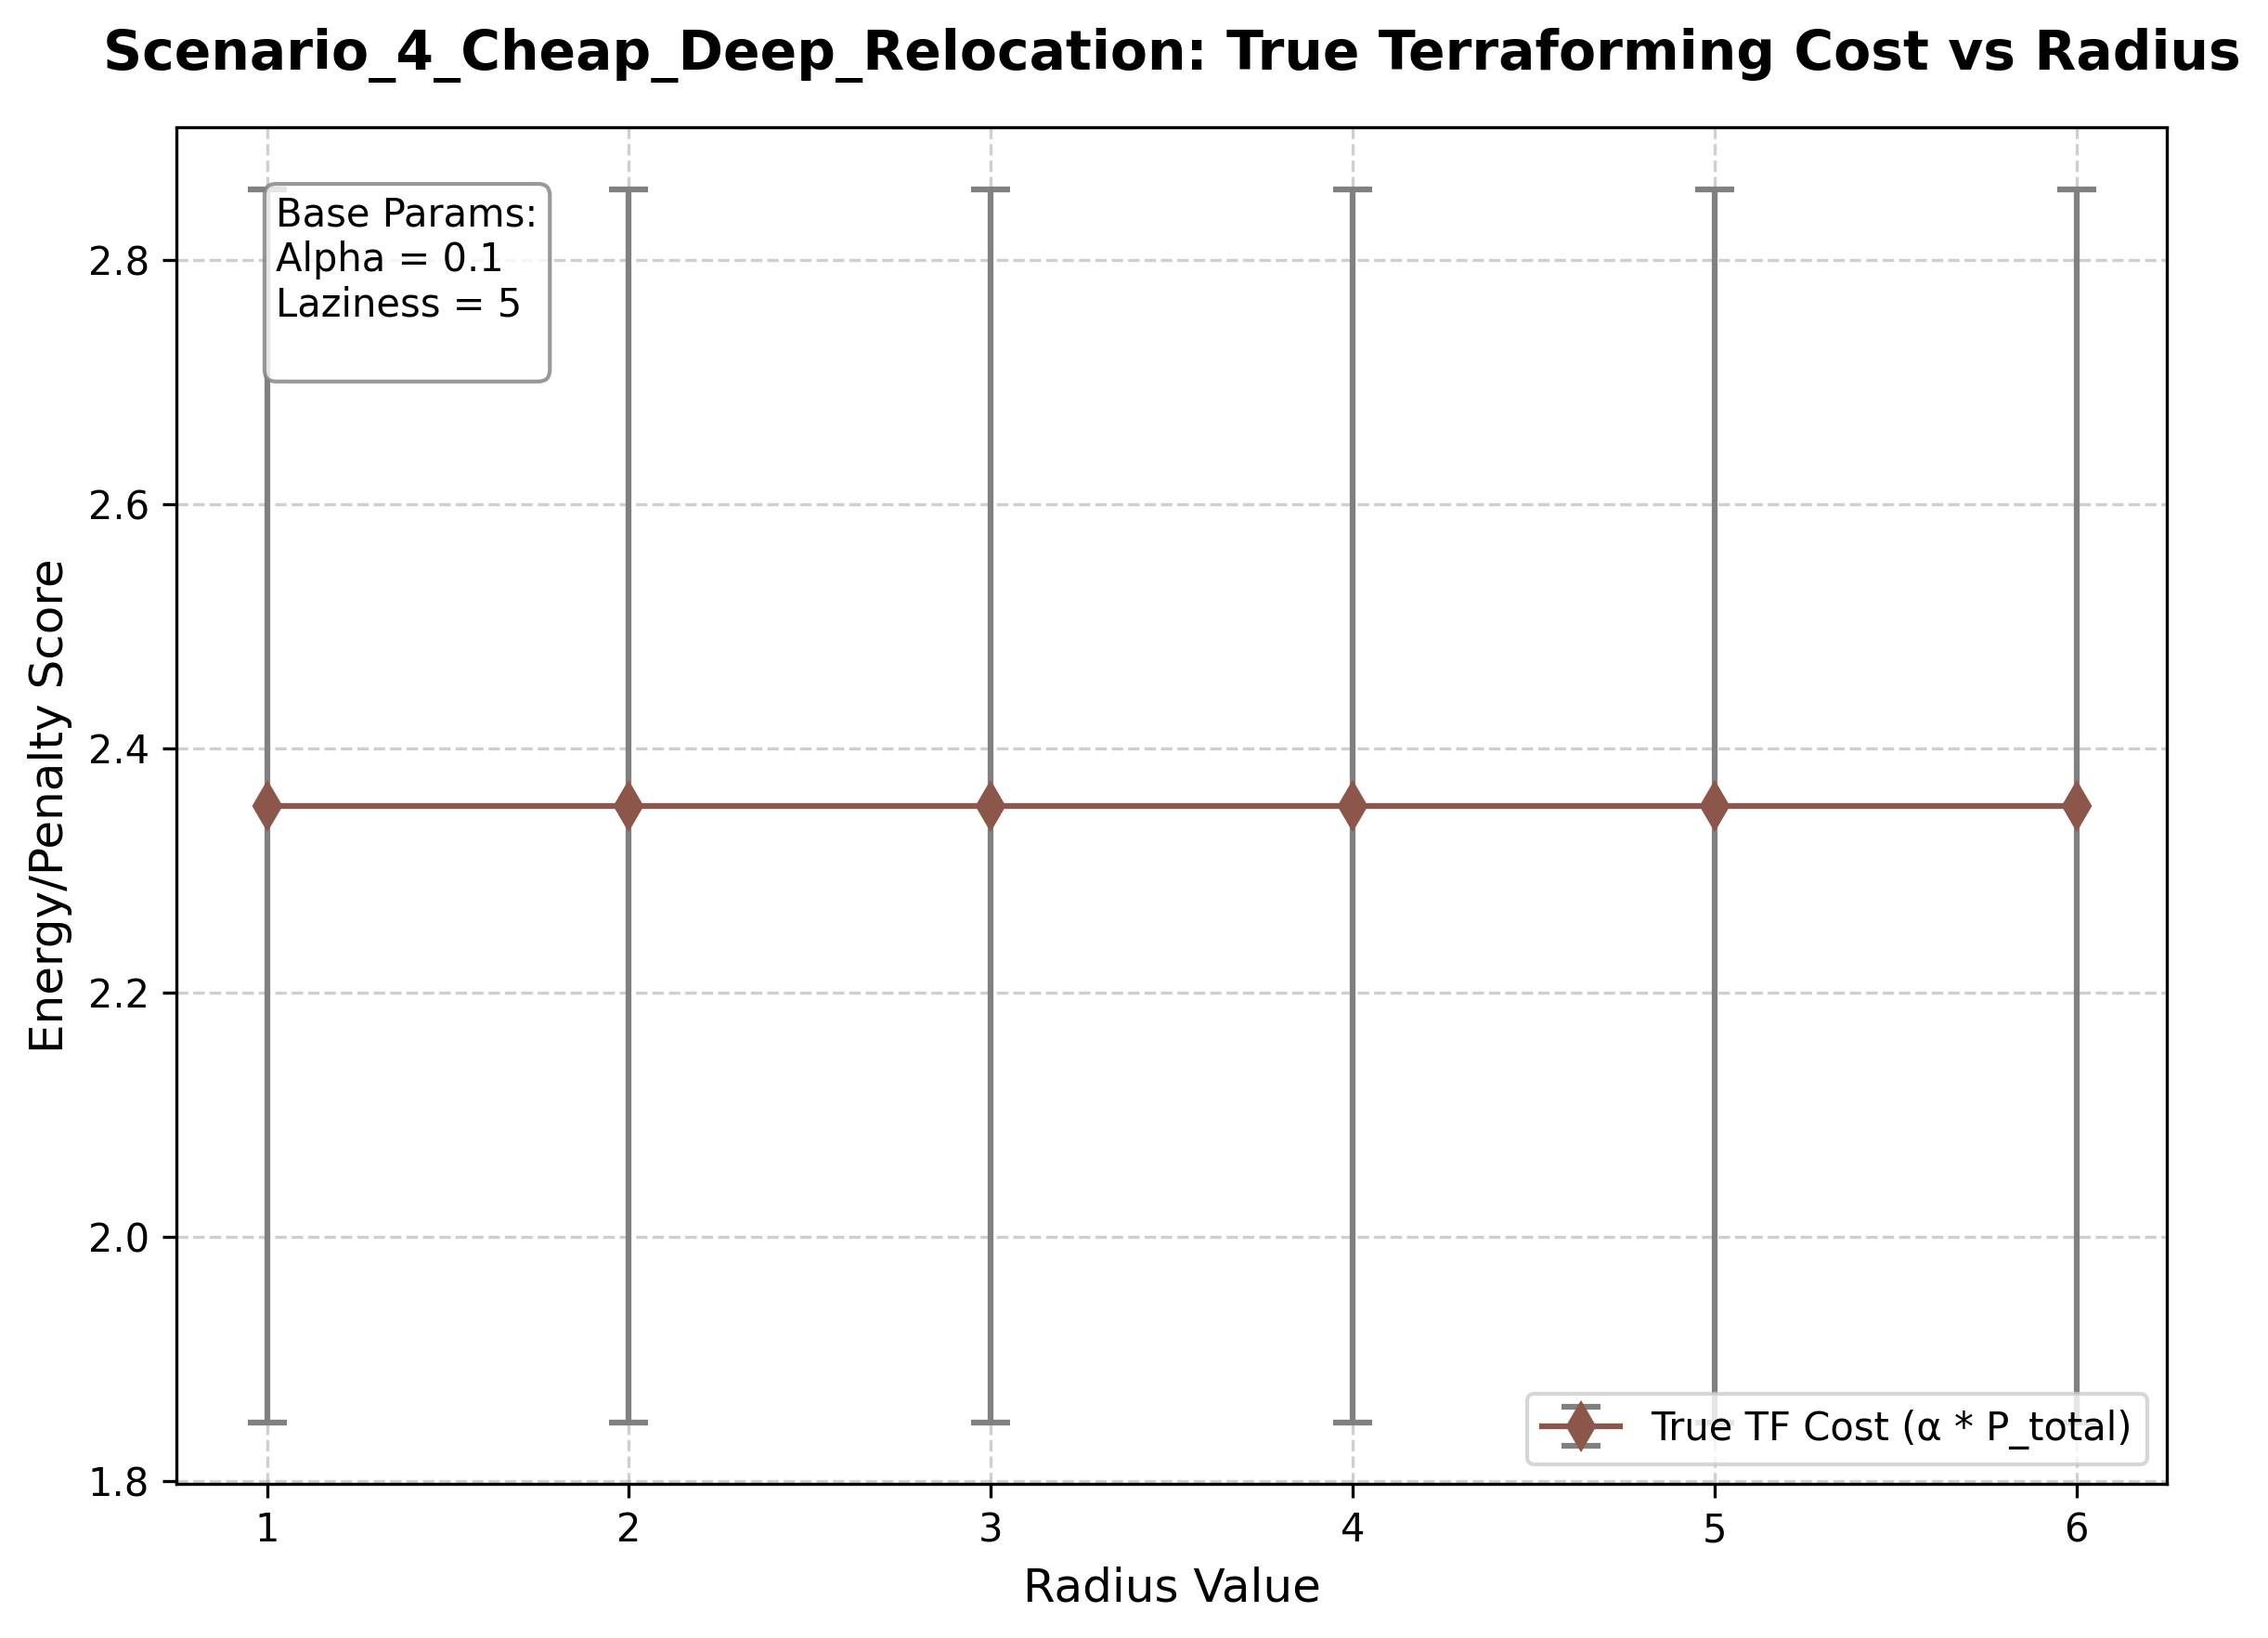 Scenario_4_Cheap_Deep_Relocation: True Terraforming Cost vs Radius
Base Params:
Alpha = 0.1
Laziness = 5
Energy/Penalty Score
2.8
2.6
2.4
2.2
2.0
1.8
True TF Cost (α * P_total)
1 2 3 4 5 6
Radius Value